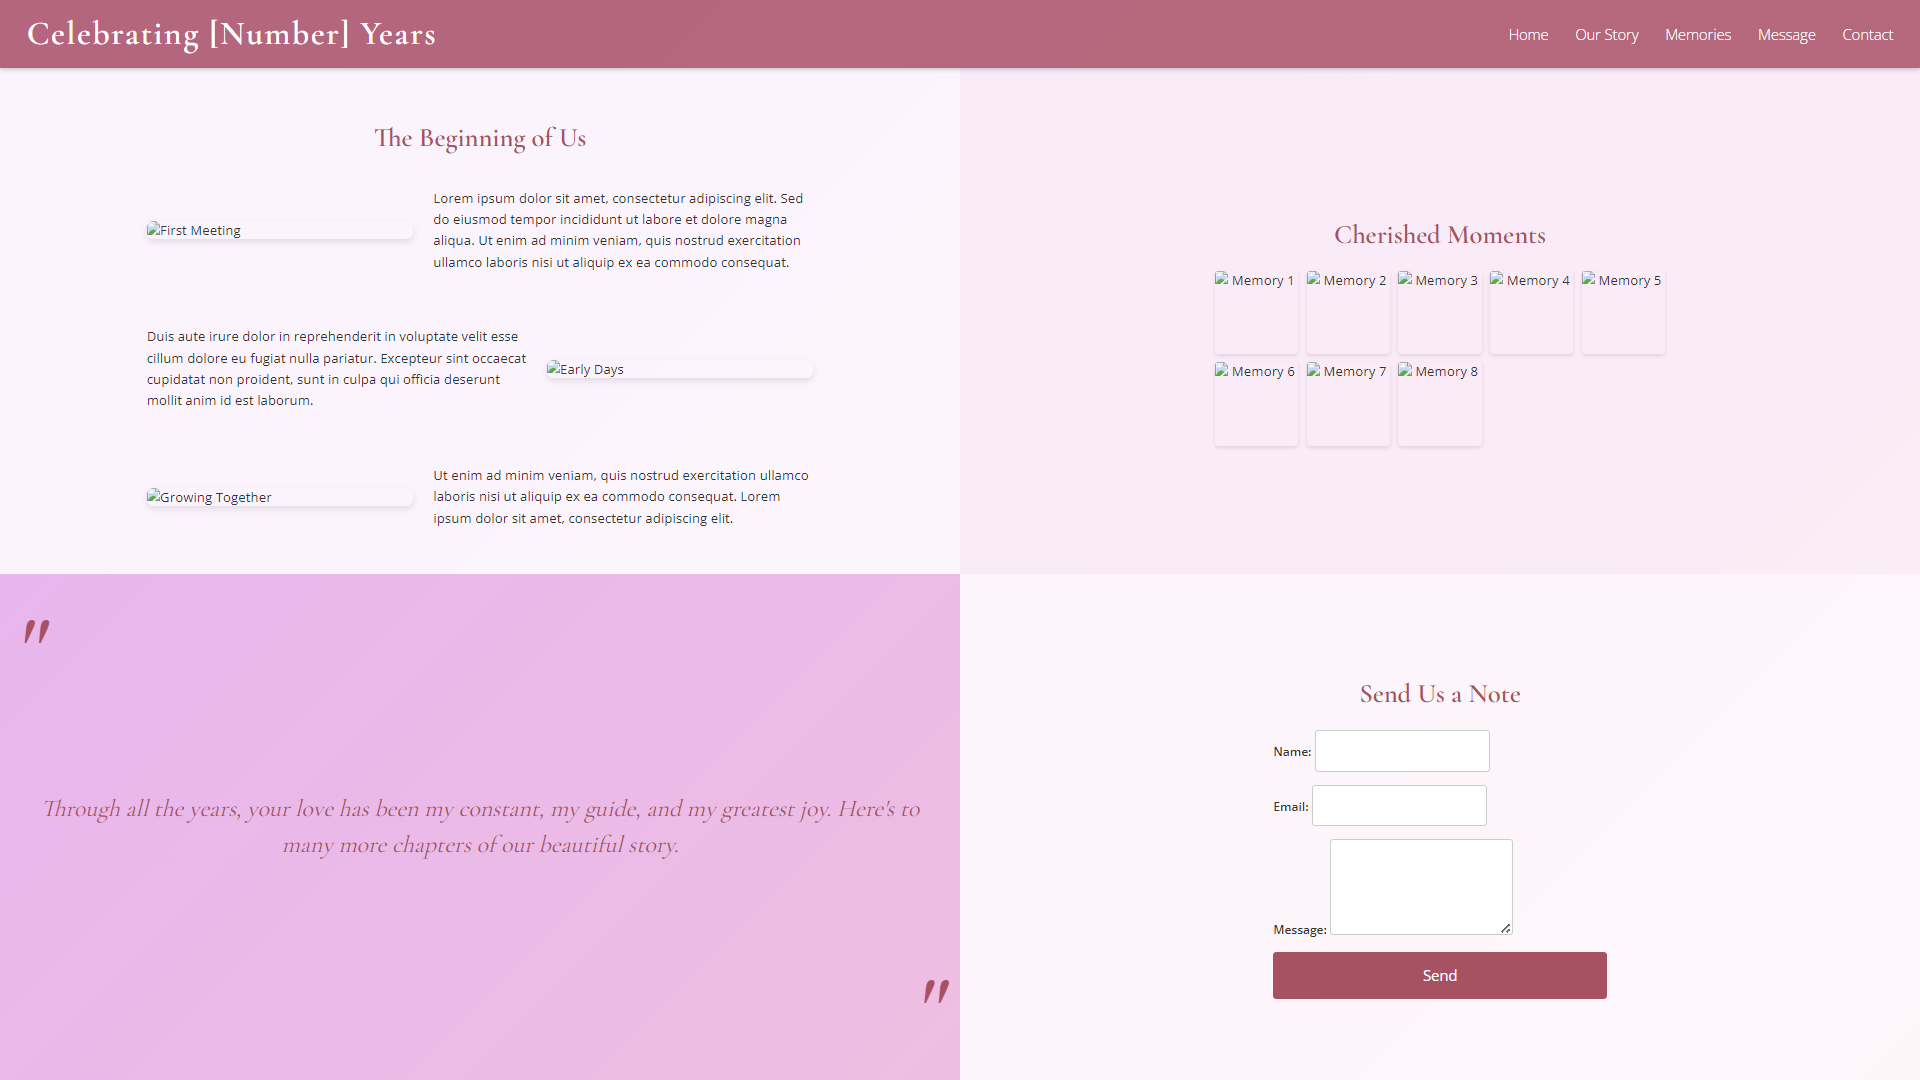 Celebrating [Number] Years
Home
Our Story
Memories
Message
Contact
The Beginning of Us
First Meeting
Lorem ipsum dolor sit amet, consectetur adipiscing elit. Sed
do eiusmod tempor incididunt ut labore et dolore magna
aliqua. Ut enim ad minim veniam, quis nostrud exercitation
ullamco laboris nisi ut aliquip ex ea commodo consequat.
Duis aute irure dolor in reprehenderit in voluptate velit esse
cillum dolore eu fugiat nulla pariatur. Excepteur sint occaecat
cupidatat non proident, sunt in culpa qui officia deserunt
mollit anim id est laborum.
Early Days
Growing Together
Ut enim ad minim veniam, quis nostrud exercitation ullamco
laboris nisi ut aliquip ex ea commodo consequat. Lorem
ipsum dolor sit amet, consectetur adipiscing elit.
Cherished Moments
Memory 1
Memory 2
Memory 3
Memory 4
Memory 5
Memory 6
Memory 7
Memory 8
"
Through all the years, your love has been my constant, my guide, and my greatest joy. Here's to
many more chapters of our beautiful story.
"
Send Us a Note
Name:
Email:
Message:
Send